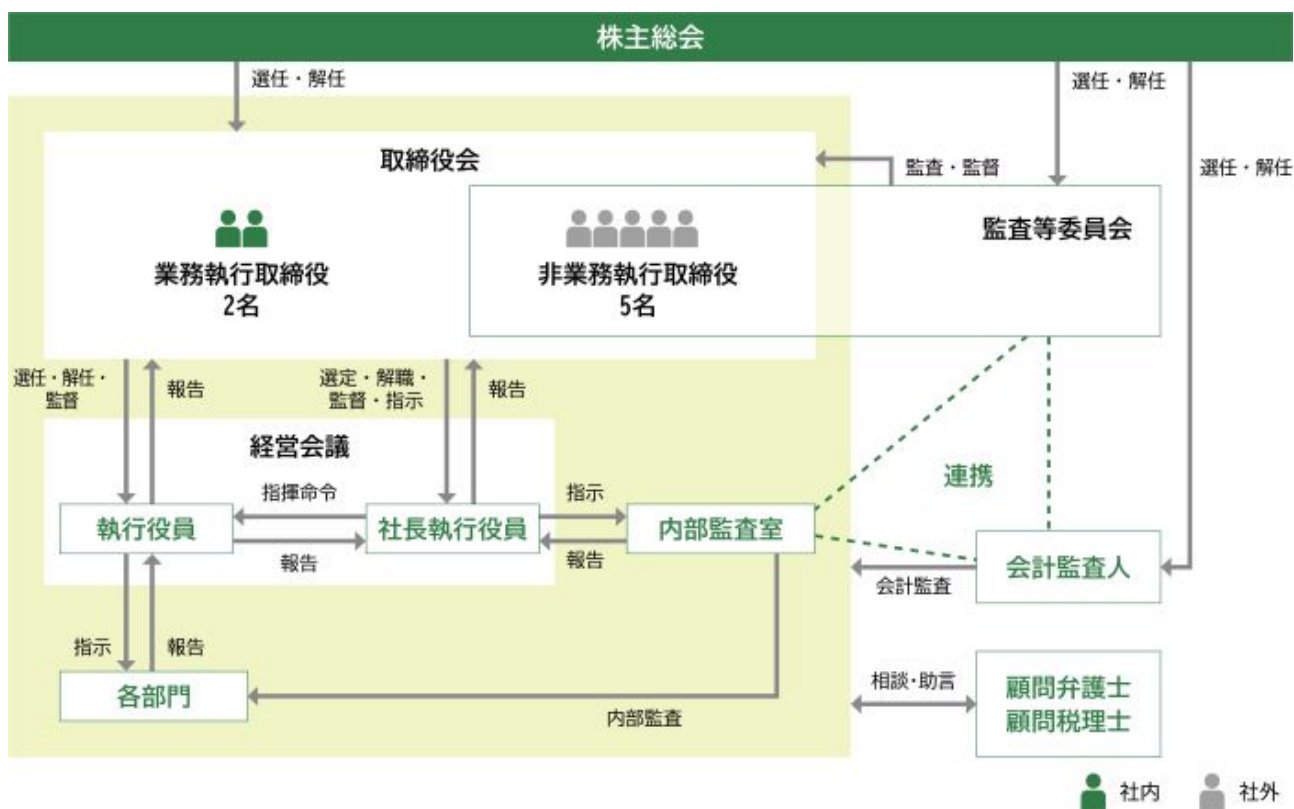 株主総会
選任・解任
選任・解任
選任・解任
取締役会
監査・監督
監査等委員会
業務執行取締役
2名
非業務執行取締役
5名
選任・解任・
監督
報告
選定・解職・
監督・指示
報告
経営会議
指揮命令
指示
連携
執行役員
社長執行役員
内部監査室
報告
報告
会計監査
会計監査人
指示
報告
各部門
内部監査
相談・助言
顧問弁護士
顧問税理士
社内
社外